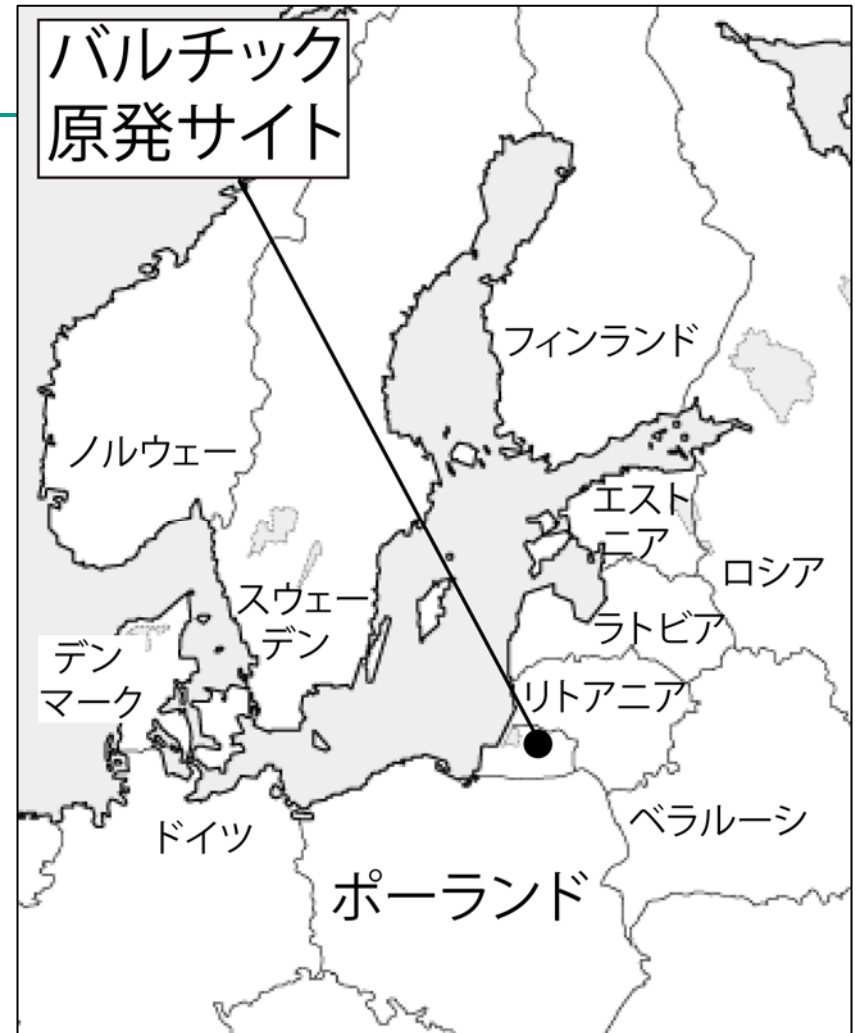 バルチック
原発サイト
フィンランド
ノルウェー
エスト
ニア
ロシア
スウェー
デン
ラトビア
デン
マーク
リトアニア
ベラルーシ
ドイツ
ポーランド